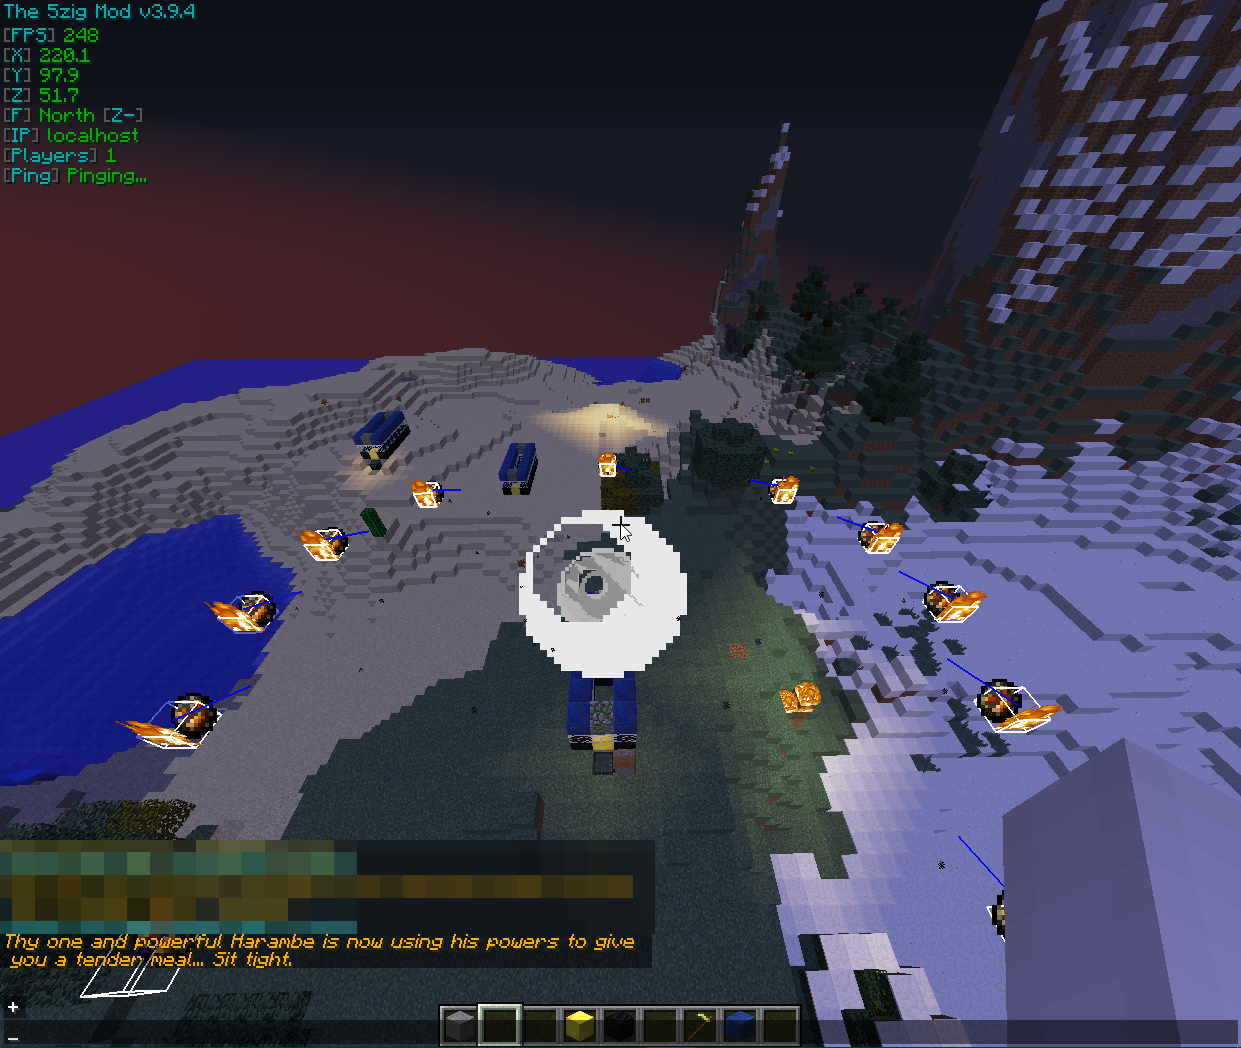 The 5zig Mod v3.9.4
[FPS] 248
[X] 220.1
[Y] 97.9
[Z] 51.7
[F] North [Z-]
[IP] localhost
[Players] 1
[Ping] Pinging...
Thy one and powerful Harambe is now using his powers to give
you a tender meal... Sit tight.
+
_